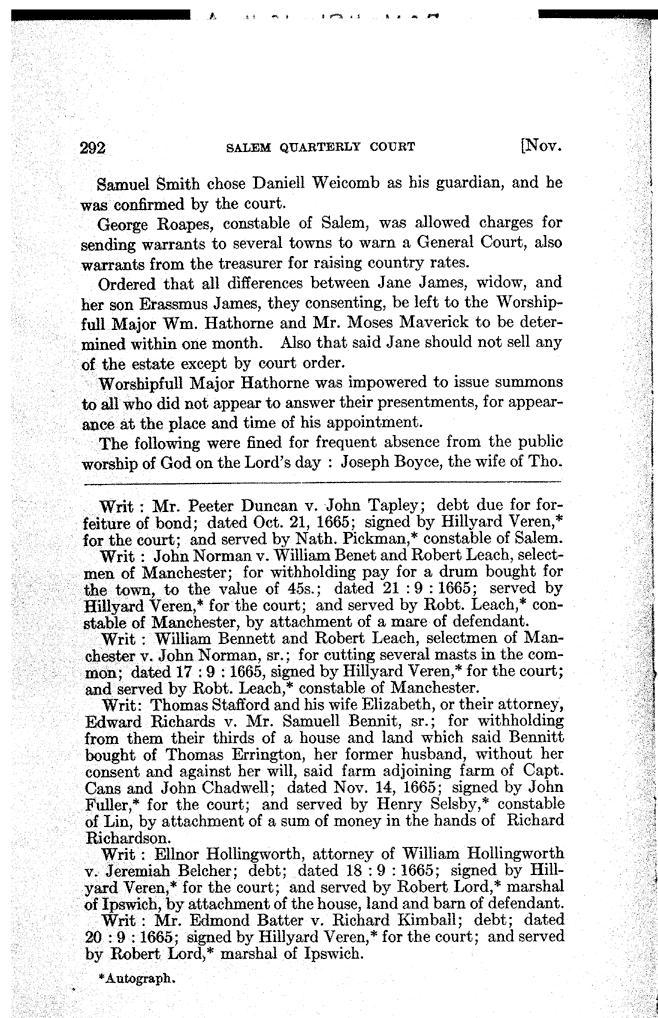 292 SALEM QUARTERLY COURT [Nov.
Samuel Smith chose Daniell Weicomb as his guardian, and he
was confirmed by the court.
George Roapes, constable of Salem, was allowed charges for
sending warrants to several towns to warn a General Court, also
warrants from the treasurer for raising country rates.
Ordered that all differences between Jane James, widow, and
her son Erassmus James, they consenting, be left to the Worship-
full Major Wm. Hathorne and Mr. Moses Maverick to be deter-
mined within one month. Also that said Jane should not sell any
of the estate except by court order.
Worshipfull Major Hathorne was impowered to issue summons
to all who did not appear to answer their presentments, for appear-
ance at the place and time of his appointment.
The following were fined for frequent absence from the public
worship of God on the Lord's day : Joseph Boyce, the wife of Tho.
Writ : Mr. Peeter Duncan v. John Tapley; debt due for for-
feiture of bond; dated Oct. 21, 1665; signed by Hillyard Veren,*
for the court; and served by Nath. Pickman,* constable of Salem.
Writ : John Norman v. William Benet and Robert Leach, select-
men of Manchester; for withholding pay for a drum bought for
the town, to the value of 45s.; dated 21 : 9 : 1665; served by
Hillyard Veren,* for the court; and served by Robt. Leach,* con-
stable of Manchester, by attachment of a mare of defendant.
Writ : William Bennett and Robert Leach, selectmen of Man-
chester v. John Norman, sr.; for cutting several masts in the com-
mon; dated 17 : 9 : 1665, signed by Hillyard Veren,* for the court;
and served by Robt. Leach,* constable of Manchester.
Writ: Thomas Stafford and his wife Elizabeth, or their attorney,
Edward Richards v. Mr. Samuell Bennit, sr.; for withholding
from them their thirds of a house and land which said Bennitt
bought of Thomas Errington, her former husband, without her
consent and against her will, said farm adjoining farm of Capt.
Cans and John Chadwell; dated Nov. 14, 1665; signed by John
Fuller,* for the court; and served by Henry Selsby,* constable
of Lin, by attachment of a sum of money in the hands of Richard
Richardson.
Writ : Ellnor Hollingworth, attorney of William Hollingworth
v. Jeremiah Belcher; debt; dated 18 : 9 : 1665; signed by Hill-
yard Veren,* for the court; and served by Robert Lord,* marshal
of Ipswich, by attachment of the house, land and barn of defendant.
Writ : Mr. Edmond Batter v. Richard Kimball; debt; dated
20 : 9 : 1665; signed by Hillyard Veren,* for the court; and served
by Robert Lord,* marshal of Ipswich.
*Autograph.